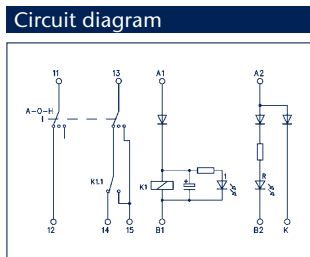 Circuit diagram
11 13 A1 A2
A-O-H
I
K1.1 K1 1 R
12 14 15 B1 B2 K